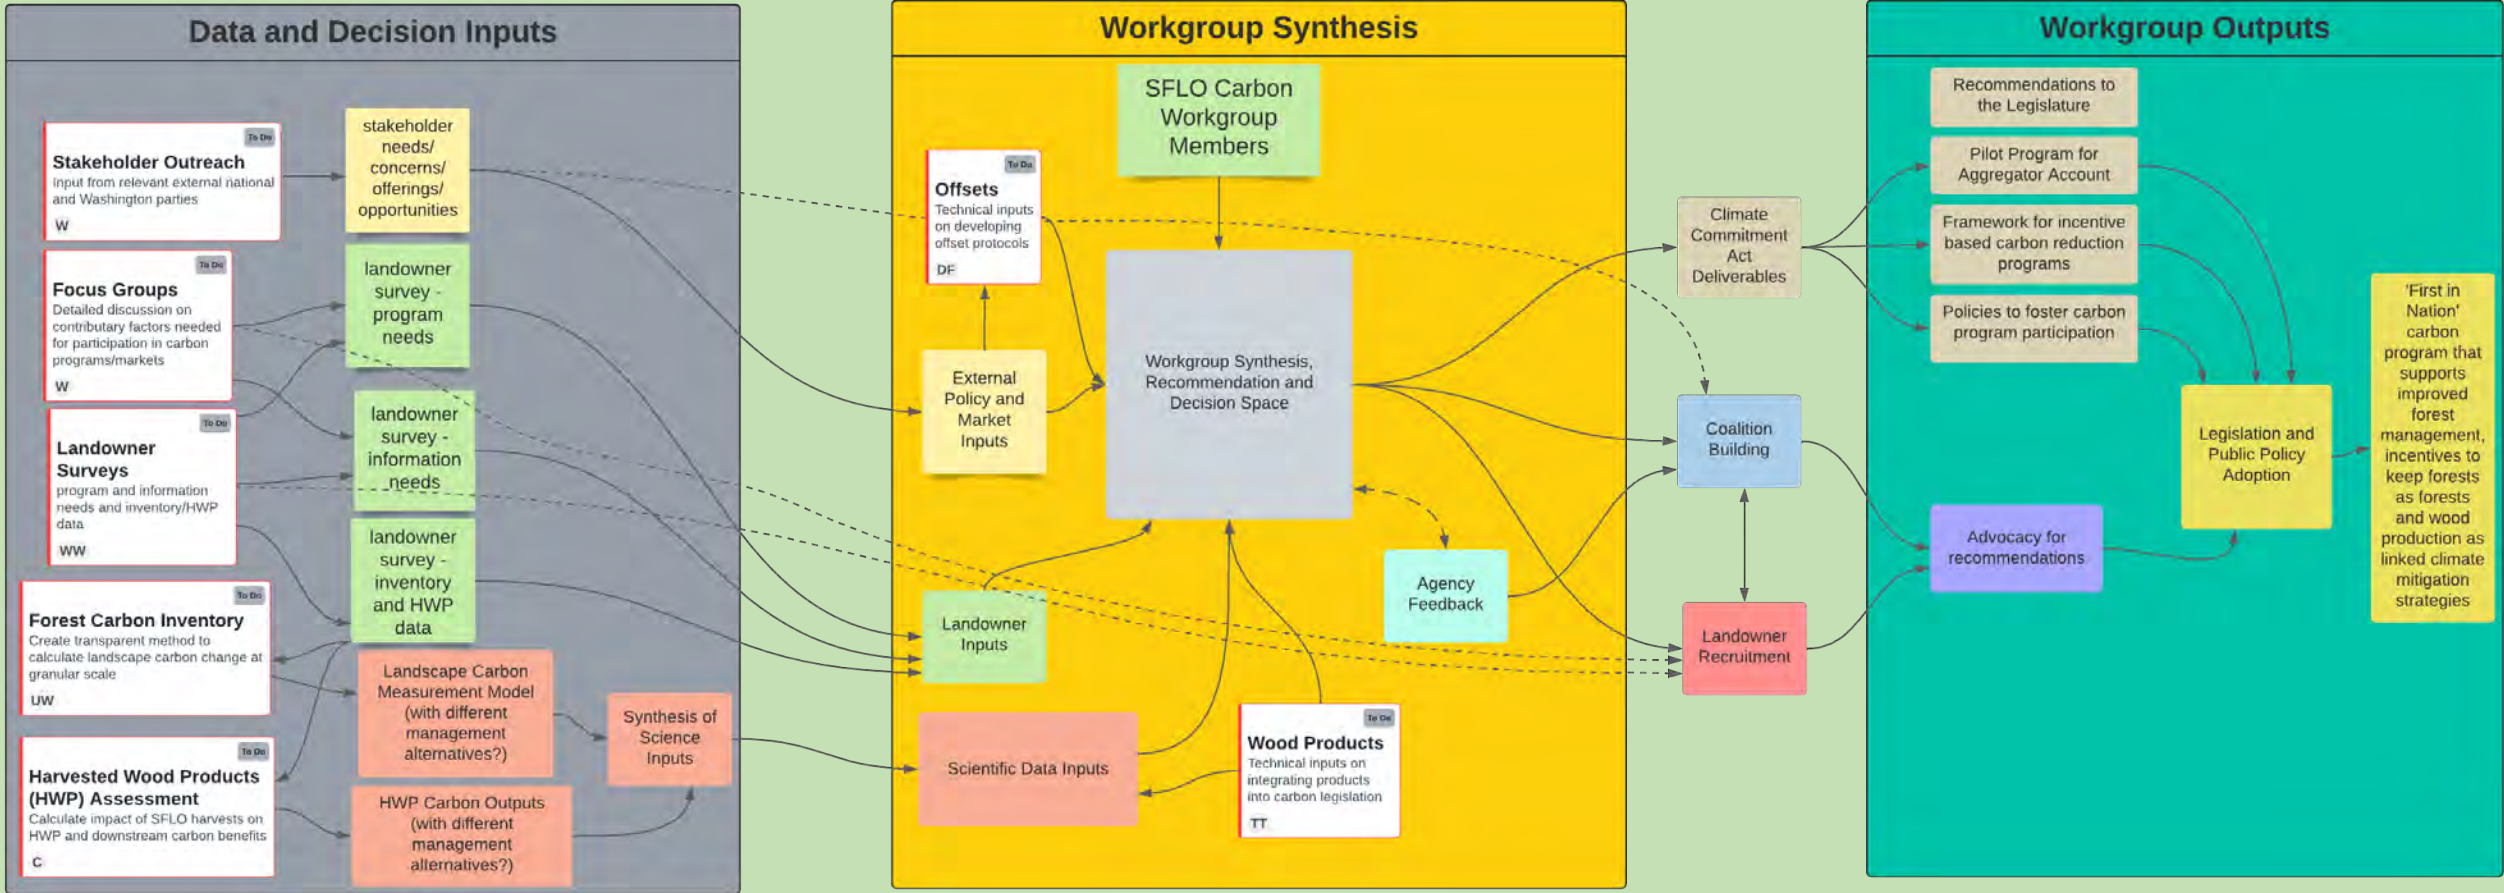 Data and Decision Inputs
To Do
Stakeholder Outreach
Input from relevant external national
and Washington parties
W
To Do
Focus Groups
Detailed discussion on
contributary factors needed
for participation in carbon
programs/markets
W
To Do
Landowner
Surveys
program and information
needs and inventory/HWP
data
WW
To Do
Forest Carbon Inventory
Create transparent method to
calculate landscape carbon change at
granular scale
UW
To Do
Harvested Wood Products
(HWP) Assessment
Calculate impact of SFLO harvests on
HWP and downstream carbon benefits
C
stakeholder
needs/
concerns/
offerings/
opportunities
landowner
survey -
program
needs
landowner
survey -
information
needs
landowner
survey -
inventory
and HWP
data
Landscape Carbon
Measurement Model
(with different
management
alternatives?)
HWP Carbon Outputs
(with different
management
alternatives?)
Synthesis of
Science
Inputs
Workgroup Synthesis
SFLO Carbon
Workgroup
Members
To Do
Offsets
Technical inputs
on developing
offset protocols
DF
External
Policy and
Market
Inputs
Workgroup Synthesis,
Recommendation and
Decision Space
Landowner
Inputs
Agency
Feedback
Scientific Data Inputs
To Do
Wood Products
Technical inputs on
integrating products
into carbon legislation
TT
Climate
Commitment
Act
Deliverables
Coalition
Building
Landowner
Recruitment
Workgroup Outputs
Recommendations to
the Legislature
Pilot Program for
Aggregator Account
Framework for incentive
based carbon reduction
programs
Policies to foster carbon
program participation
Advocacy for
recommendations
Legislation and
Public Policy
Adoption
'First in
Nation'
carbon
program that
supports
improved
forest
management,
incentives to
keep forests
as forests
and wood
production as
linked climate
mitigation
strategies